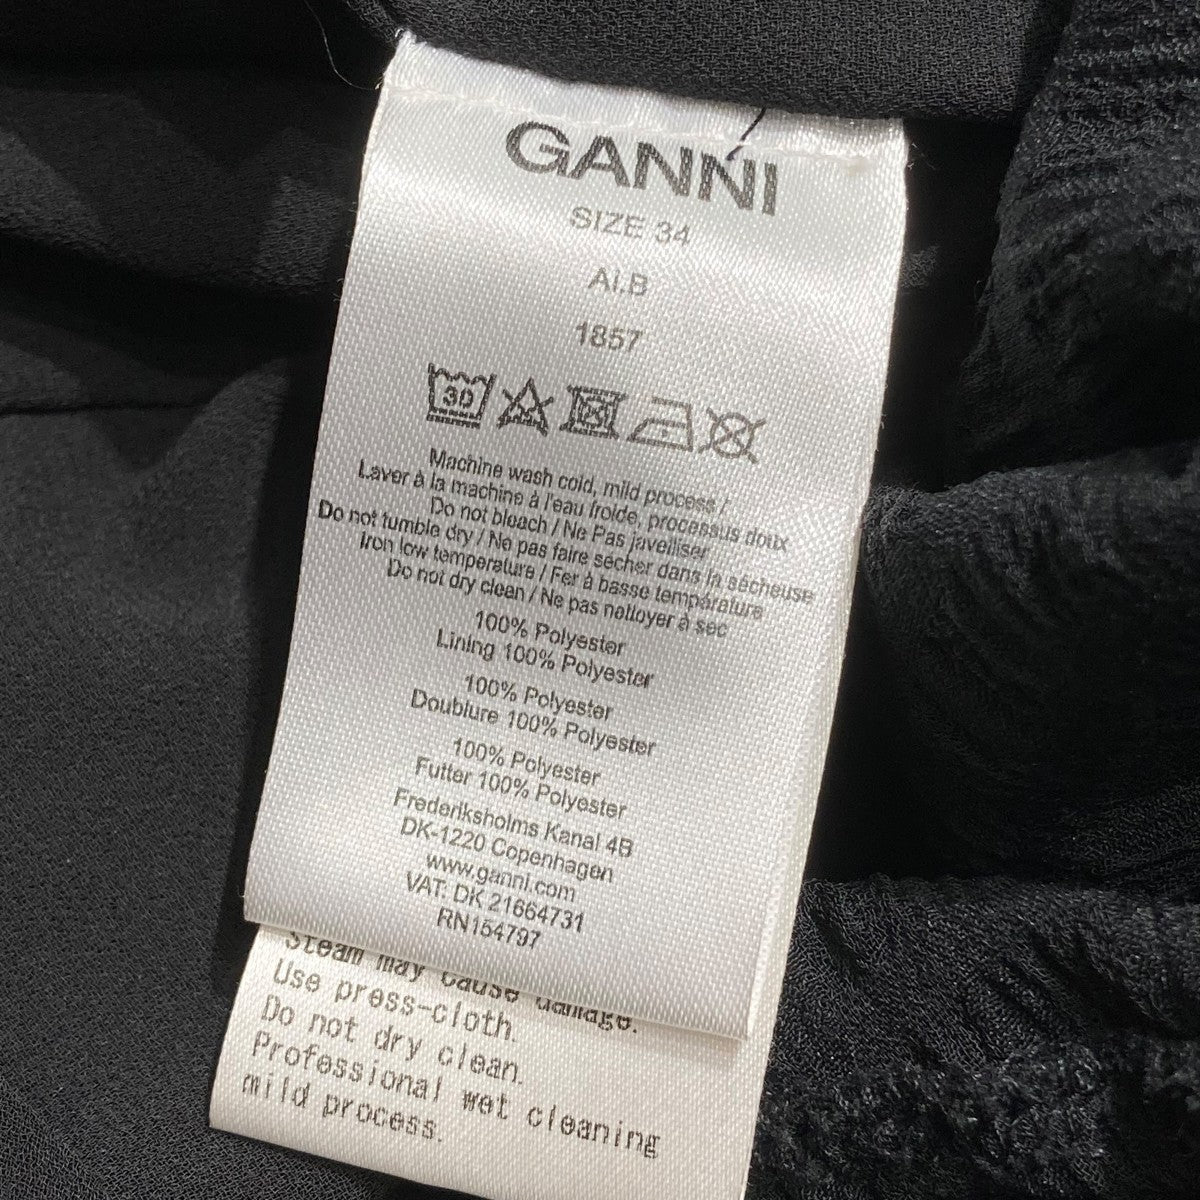 GANNI
SIZE 34
AI.B
1857
30
Machine wash cold, mild process /
Laver à la machine à l'eau froide, processus doux
Do not bleach / Ne Pas javelliser
Do not tumble dry / Ne pas faire sécher dans la sécheuse
Iron low temperature / Fer à basse température
Do not dry clean / Ne pas nettoyer à sec
100% Polyester
Lining 100% Polyester
100% Polyester
Doublure 100% Polyester
100% Polyester
Futter 100% Polyester
Frederiksholms Kanal 4B
DK-1220 Copenhagen
www.ganni.com
VAT: DK 21664731
RN154797
Steam may cause damage.
Use press-cloth.
Do not dry clean.
Professional wet cleaning
mild process.